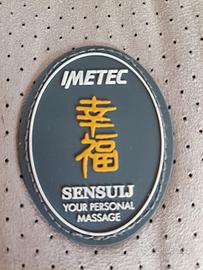 IMETEC
幸
福
SENSUIJ
YOUR PERSONAL
MASSAGE